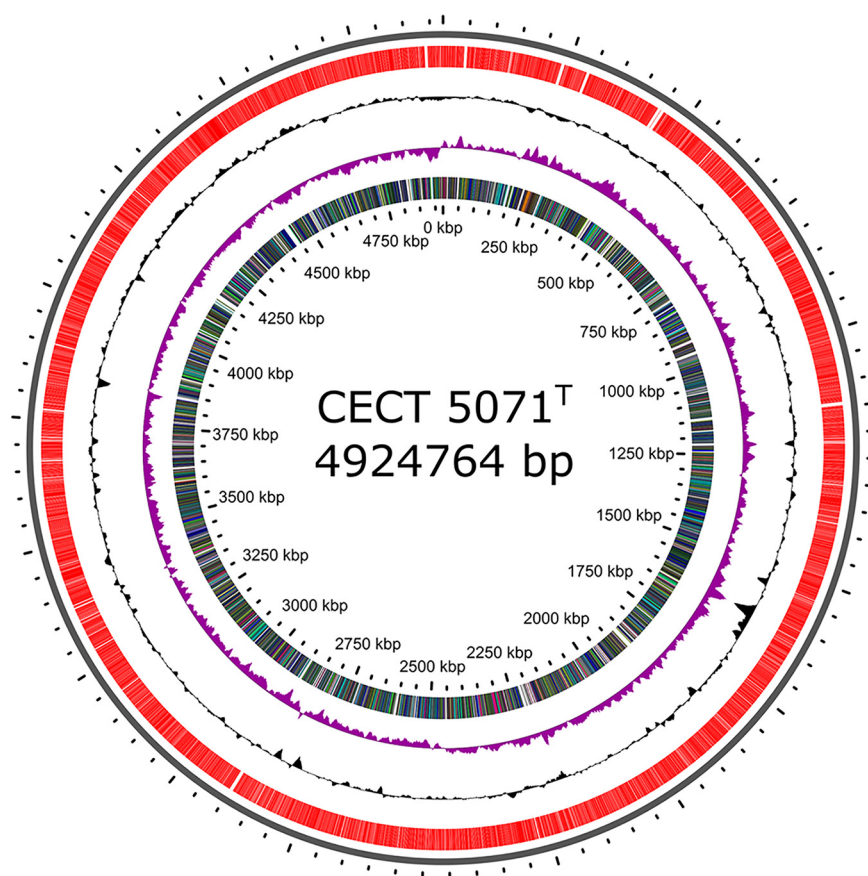 0 kbp
250 kbp
500 kbp
750 kbp
1000 kbp
1250 kbp
1500 kbp
1750 kbp
2000 kbp
2250 kbp
2500 kbp
2750 kbp
3000 kbp
3250 kbp
3500 kbp
3750 kbp
4000 kbp
4250 kbp
4500 kbp
4750 kbp
CECT 5071ᵀ
4924764 bp